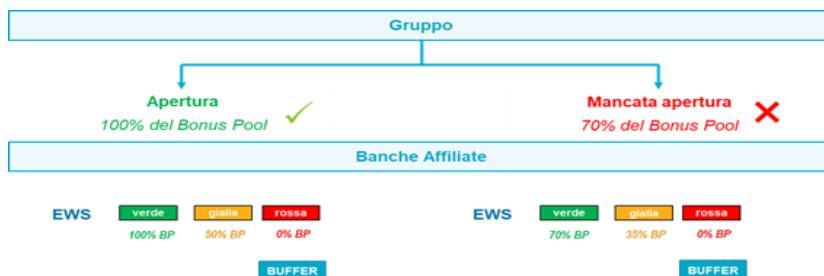 Gruppo
Apertura
100% del Bonus Pool
Mancata apertura
70% del Bonus Pool
Banche Affiliate
EWS verde gialla rossa
100% BP 50% BP 0% BP
BUFFER
EWS verde gialla rossa
70% BP 35% BP 0% BP
BUFFER